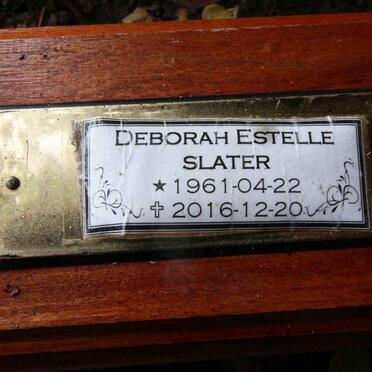 DEBORAH ESTELLE
SLATER
★ 1961-04-22
✝ 2016-12-20